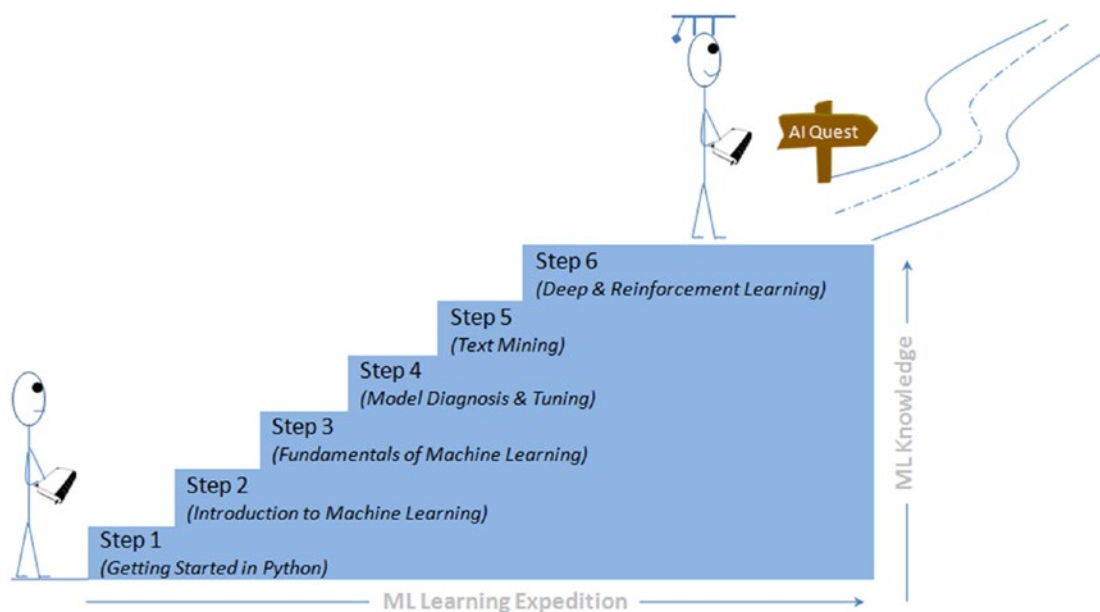 AI Quest
Step 6
(Deep & Reinforcement Learning)
Step 5
(Text Mining)
Step 4
(Model Diagnosis & Tuning)
Step 3
(Fundamentals of Machine Learning)
Step 2
(Introduction to Machine Learning)
Step 1
(Getting Started in Python)
ML Knowledge
ML Learning Expedition